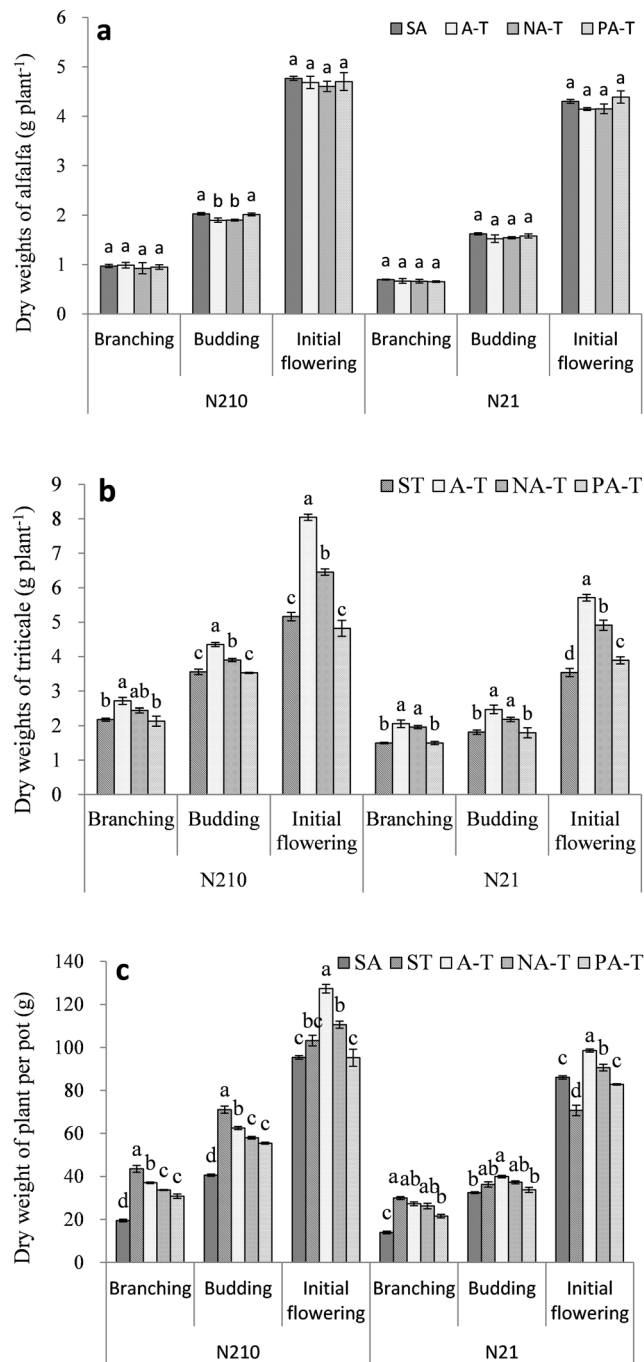 a
SA A-T NA-T PA-T
Dry weights of alfalfa (g plant⁻¹)
6
5
4
3
2
1
0
a a a a
a b b a
a a a a
a a a a
a a a a
a a a a
Branching Budding Initial flowering Branching Budding Initial flowering
N210 N21
b
ST A-T NA-T PA-T
Dry weights of triticale (g plant⁻¹)
9
8
7
6
5
4
3
2
1
0
b a ab b
c a b c
c a b c
b a a b
b a a b
d a b c
Branching Budding Initial flowering Branching Budding Initial flowering
N210 N21
c
SA ST A-T NA-T PA-T
Dry weight of plant per pot (g)
140
120
100
80
60
40
20
0
d a b c c
d a b c c
c bc a b c
c a ab ab b
b ab a ab b
c d a b c
Branching Budding Initial flowering Branching Budding Initial flowering
N210 N21